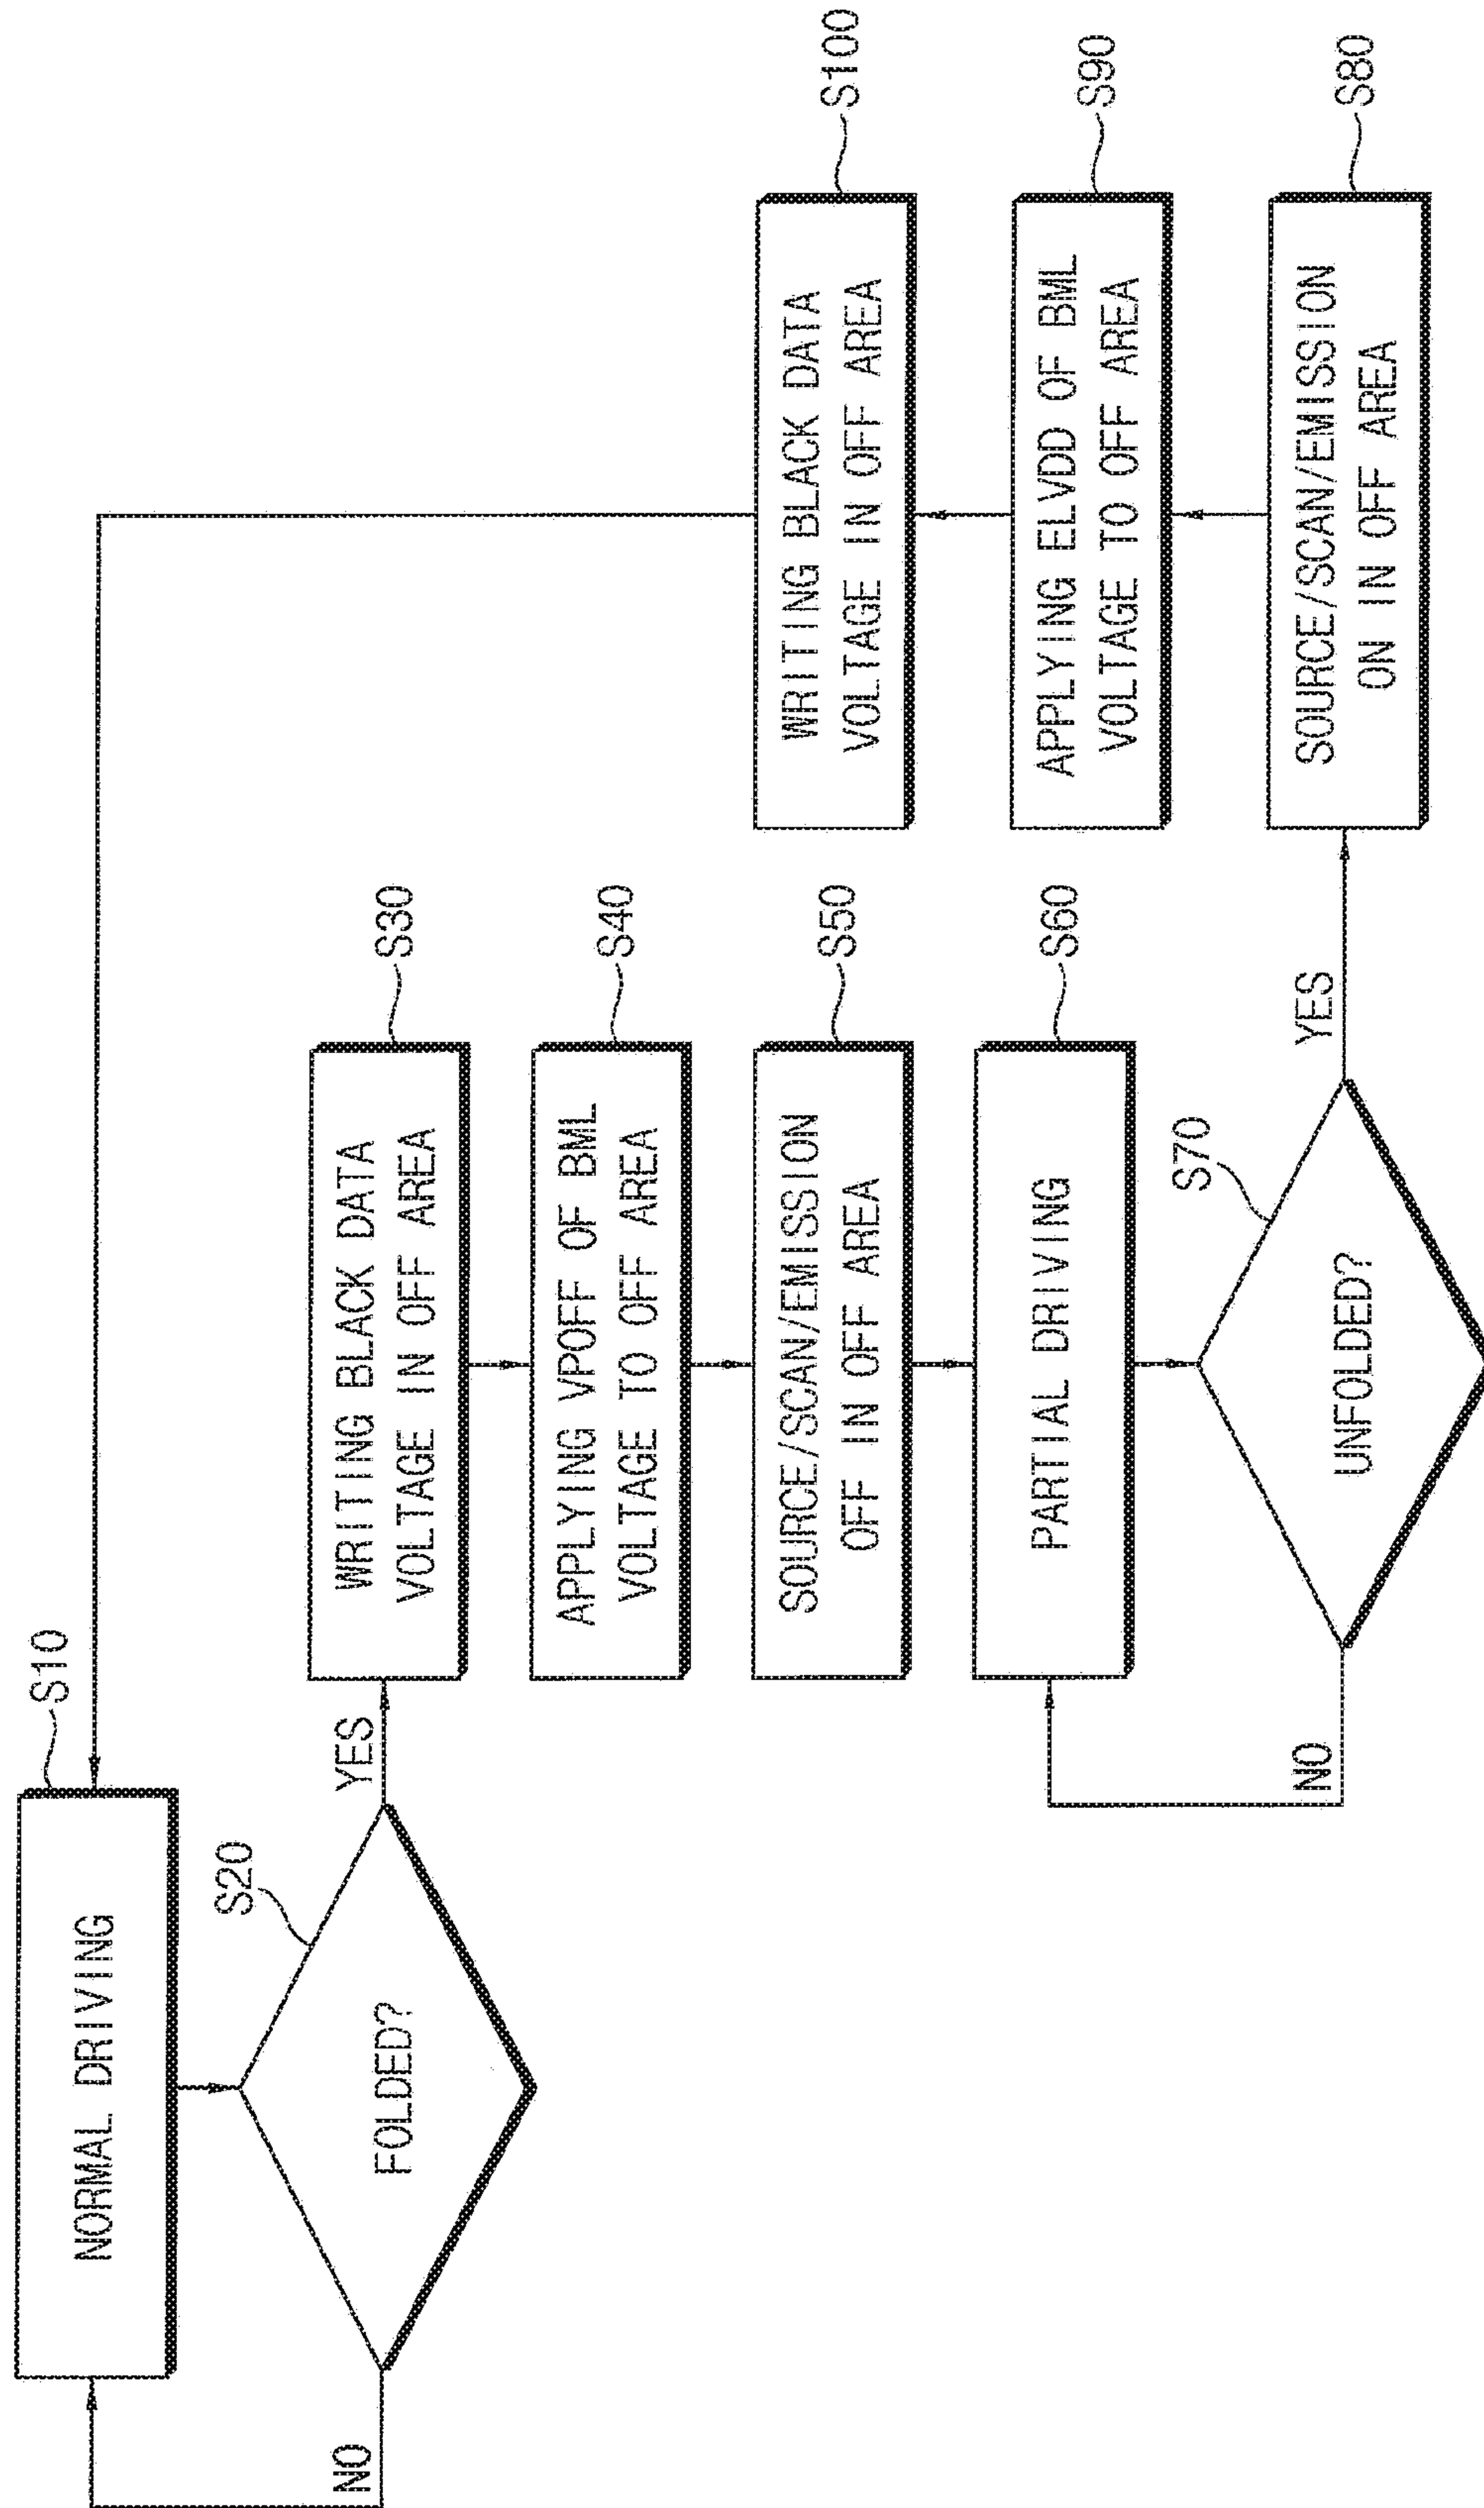 S10
NORMAL DRIVING
S20
FOLDED?
NO
YES
S30
WRITING BLACK DATA
VOLTAGE IN OFF AREA
S40
APPLYING VPOFF OF BML
VOLTAGE TO OFF AREA
S50
SOURCE/SCAN/EMISSION
OFF IN OFF AREA
S60
PARTIAL DRIVING
S70
UNFOLDED?
NO
YES
S80
SOURCE/SCAN/EMISSION
ON IN OFF AREA
S90
APPLYING ELVDD OF BML
VOLTAGE TO OFF AREA
S100
WRITING BLACK DATA
VOLTAGE IN OFF AREA